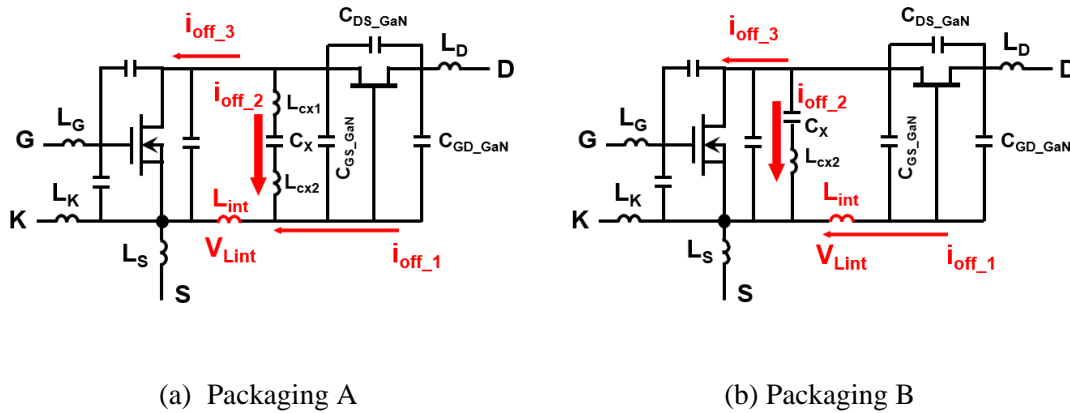 i_off_3
C_DS_GaN
L_D
D
L_G
G
i_off_2
L_cx1
C_X
L_cx2
C_GS_GaN
C_GD_GaN
L_K
K
L_int
V_Lint
i_off_1
L_S
S
(a) Packaging A
i_off_3
C_DS_GaN
L_D
D
L_G
G
i_off_2
C_X
L_cx2
C_GS_GaN
C_GD_GaN
L_K
K
L_int
V_Lint
i_off_1
L_S
S
(b) Packaging B